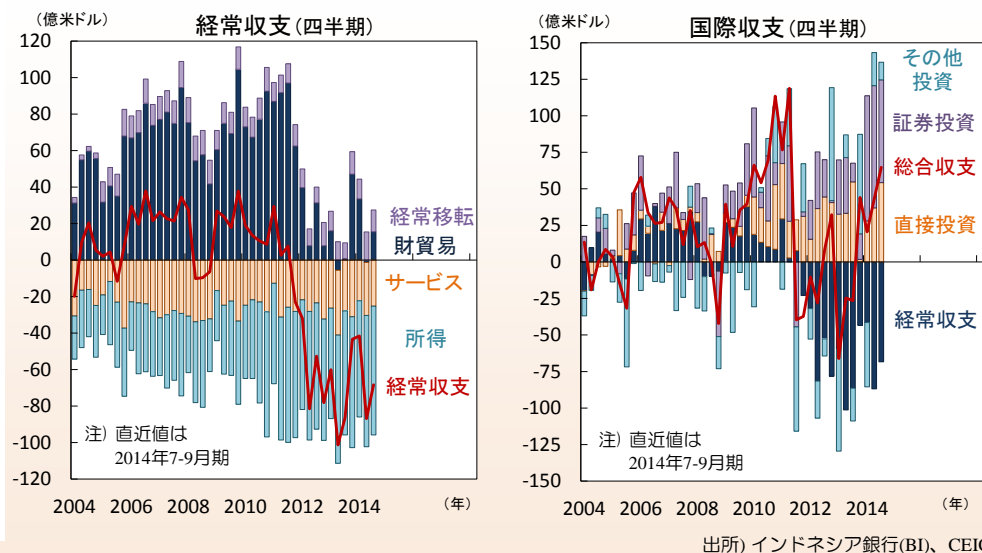 (億米ドル)
経常収支(四半期)
120
100
80
60
40
20
0
-20
-40
-60
-80
-100
-120
経常移転
財貿易
サービス
所得
経常収支
注) 直近値は
2014年7-9月期
2004
2006
2008
2010
2012
2014
(年)
(億米ドル)
国際収支(四半期)
150
125
100
75
50
25
0
-25
-50
-75
-100
-125
-150
その他
投資
証券投資
総合収支
直接投資
経常収支
注) 直近値は
2014年7-9月期
2004
2006
2008
2010
2012
2014
(年)
出所) インドネシア銀行(BI)、CEIC